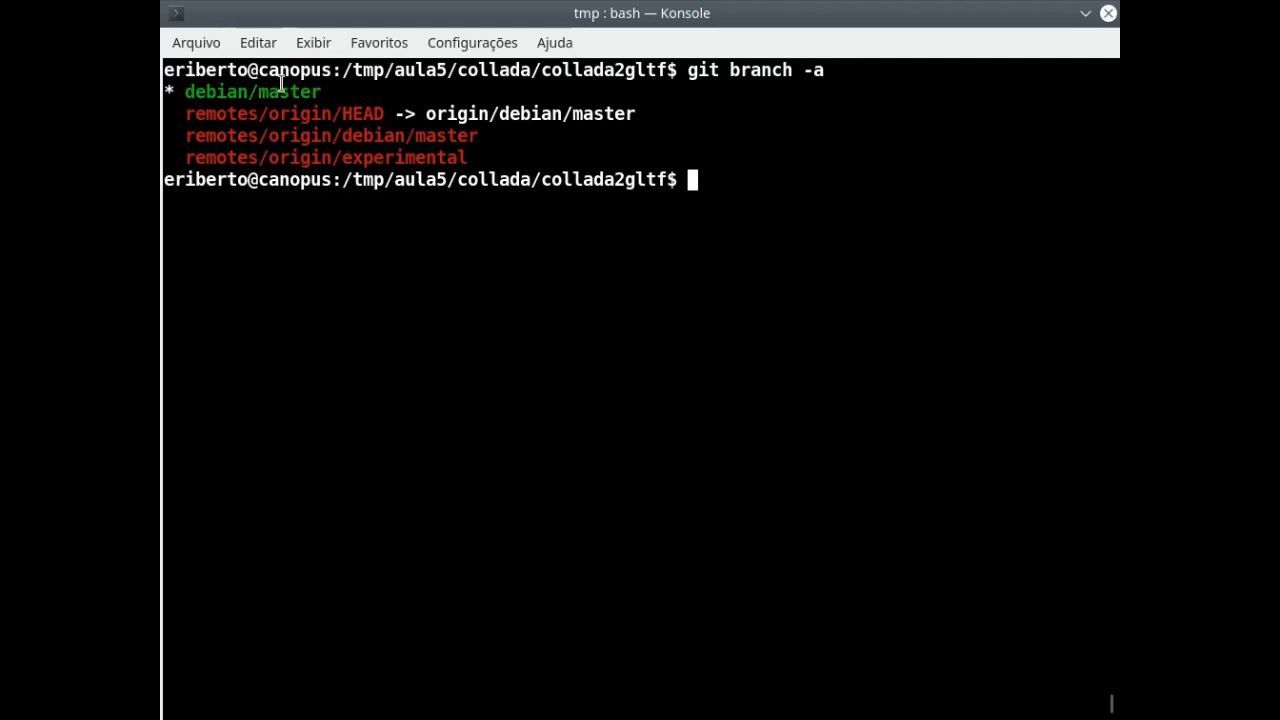 tmp : bash — Konsole
Arquivo Editar Exibir Favoritos Configurações Ajuda
eriberto@canopus:/tmp/aula5/collada/collada2gltf$ git branch -a
* debian/master
remotes/origin/HEAD -> origin/debian/master
remotes/origin/debian/master
remotes/origin/experimental
eriberto@canopus:/tmp/aula5/collada/collada2gltf$